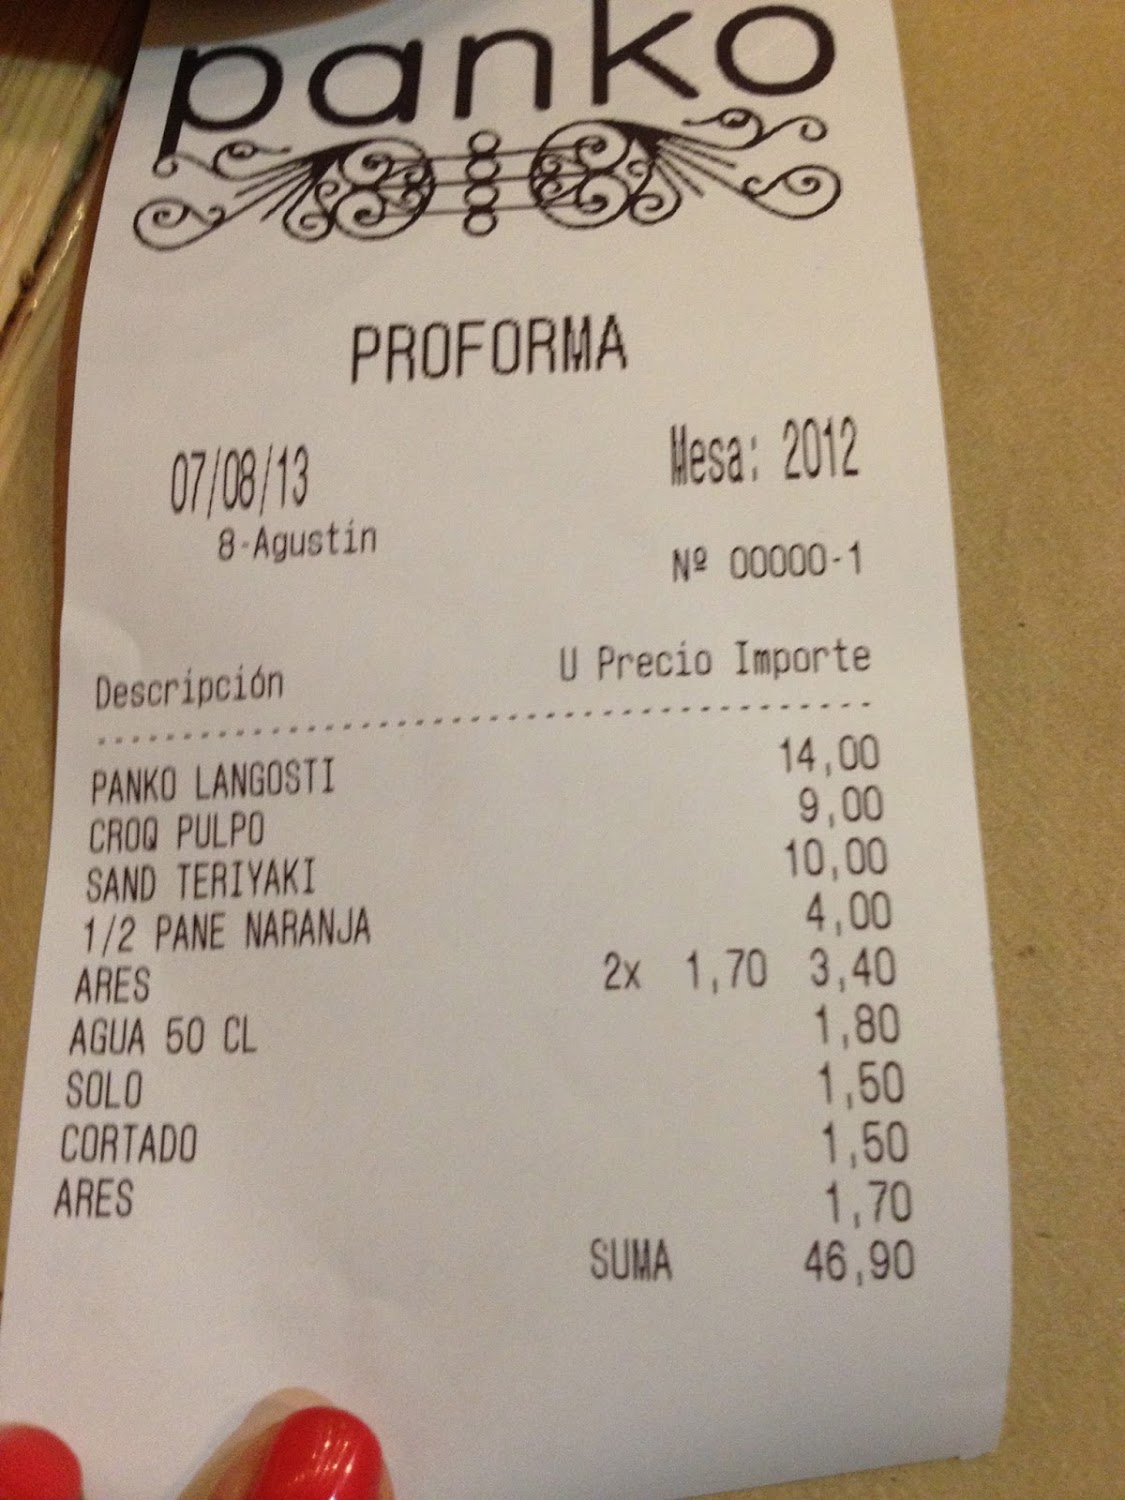 panko
PROFORMA
07/08/13 Mesa: 2012
8-Agustin Nº 00000-1
Descripción U Precio Importe
PANKO LANGOSTI 14,00
CROQ PULPO 9,00
SAND TERIYAKI 10,00
1/2 PANE NARANJA 4,00
ARES 2x 1,70 3,40
AGUA 50 CL 1,80
SOLO 1,50
CORTADO 1,50
ARES 1,70
SUMA 46,90